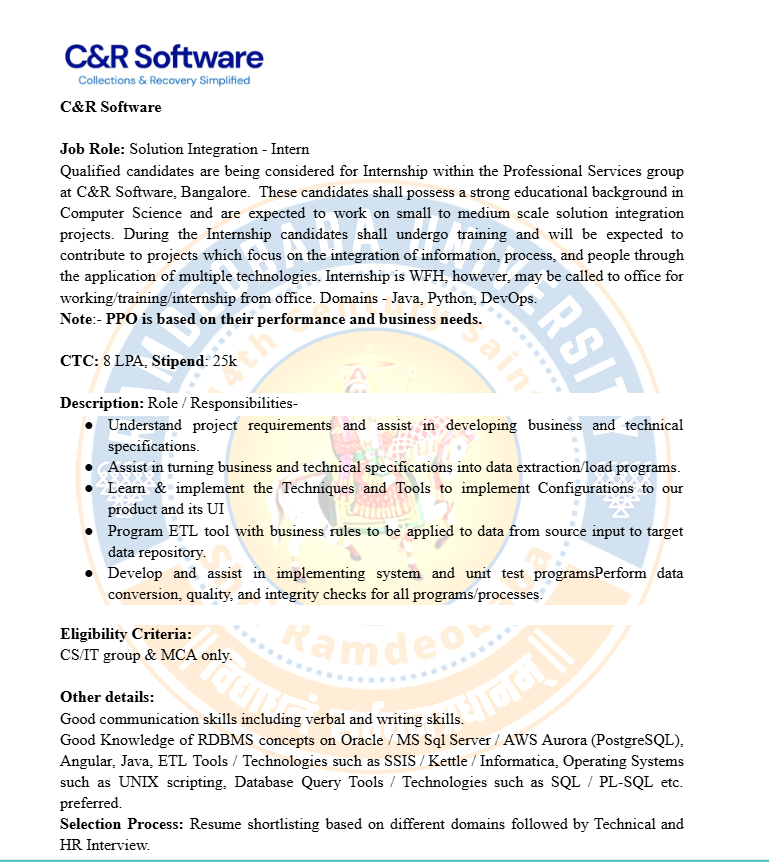 C&R Software
Collections & Recovery Simplified
C&R Software
Job Role: Solution Integration - Intern
Qualified candidates are being considered for Internship within the Professional Services group
at C&R Software, Bangalore. These candidates shall possess a strong educational background in
Computer Science and are expected to work on small to medium scale solution integration
projects. During the Internship candidates shall undergo training and will be expected to
contribute to projects which focus on the integration of information, process, and people through
the application of multiple technologies. Internship is WFH, however, may be called to office for
working/training/internship from office. Domains - Java, Python, DevOps.
Note:- PPO is based on their performance and business needs.
CTC: 8 LPA, Stipend: 25k
Description: Role / Responsibilities-
● Understand project requirements and assist in developing business and technical
specifications.
● Assist in turning business and technical specifications into data extraction/load programs.
● Learn & implement the Techniques and Tools to implement Configurations to our
product and its UI
● Program ETL tool with business rules to be applied to data from source input to target
data repository.
● Develop and assist in implementing system and unit test programsPerform data
conversion, quality, and integrity checks for all programs/processes.
Eligibility Criteria:
CS/IT group & MCA only.
Other details:
Good communication skills including verbal and writing skills.
Good Knowledge of RDBMS concepts on Oracle / MS Sql Server / AWS Aurora (PostgreSQL),
Angular, Java, ETL Tools / Technologies such as SSIS / Kettle / Informatica, Operating Systems
such as UNIX scripting, Database Query Tools / Technologies such as SQL / PL-SQL etc.
preferred.
Selection Process: Resume shortlisting based on different domains followed by Technical and
HR Interview.
RAMDEOBABA UNIVERSITY
14th Century Saint
Ramdeobaba